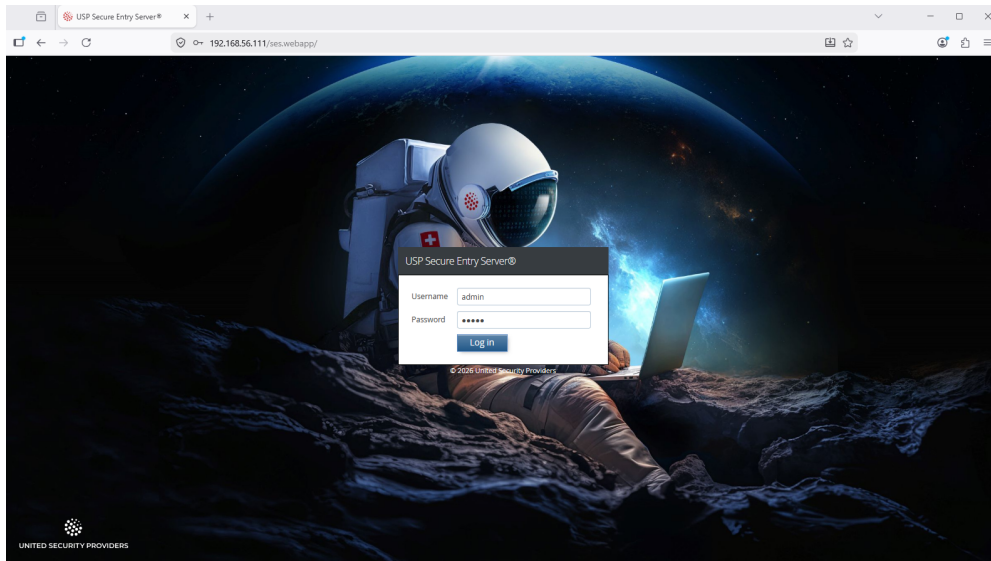 USP Secure Entry Server®
192.168.56.111/ses.webapp/
USP Secure Entry Server®
Username admin
Password •••••
Log in
© 2026 United Security Providers
UNITED SECURITY PROVIDERS